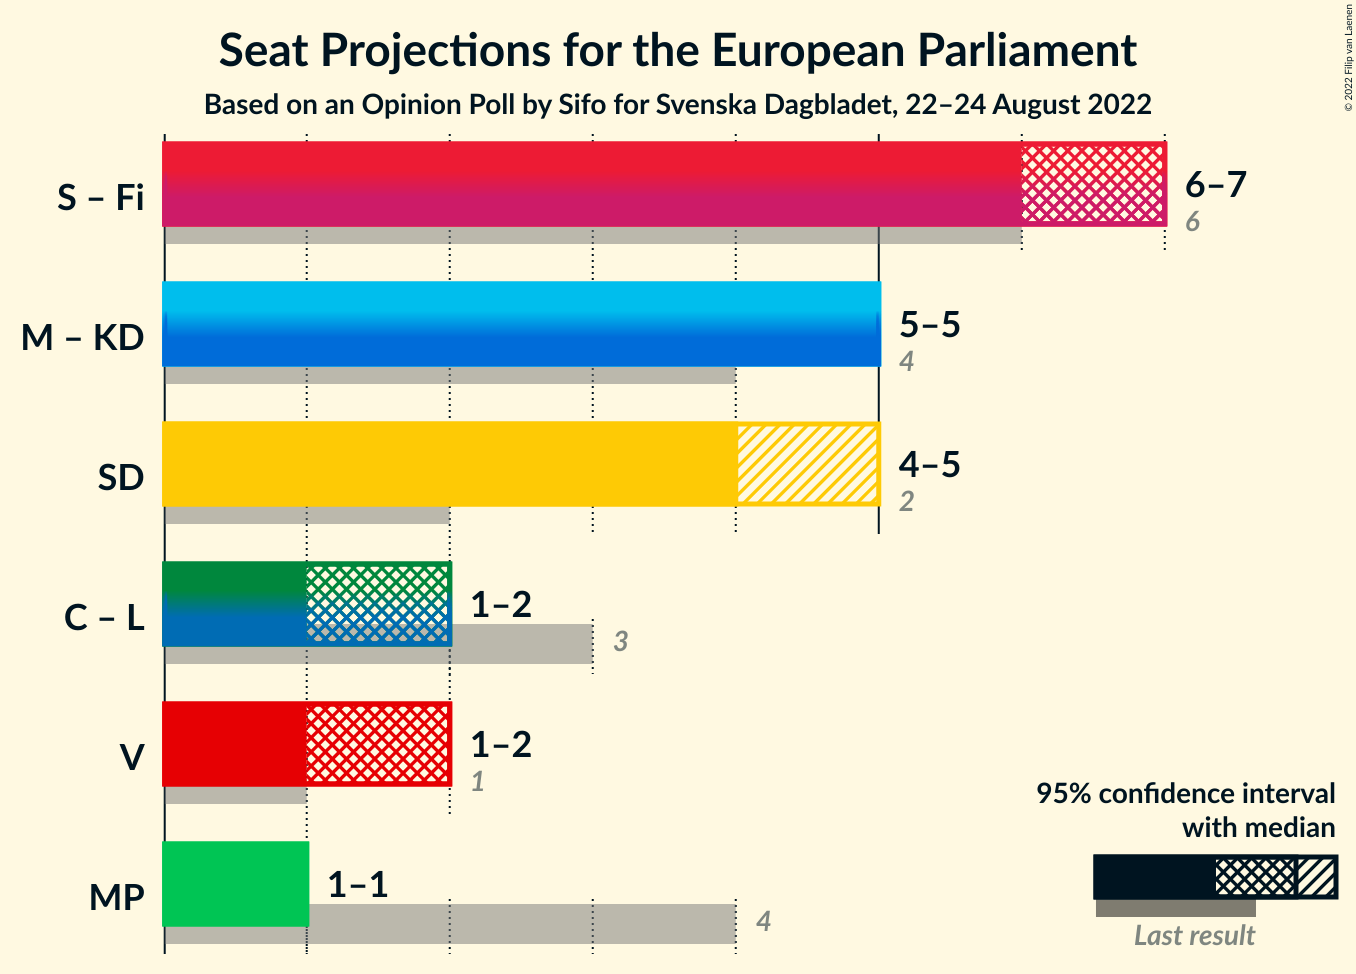 Seat Projections for the European Parliament
Based on an Opinion Poll by Sifo for Svenska Dagbladet, 22–24 August 2022
© 2022 Filip van Laenen
S – Fi
6–7
6
M – KD
5–5
4
SD
4–5
2
C – L
1–2
3
V
1–2
1
MP
1–1
4
95% confidence interval
with median
Last result